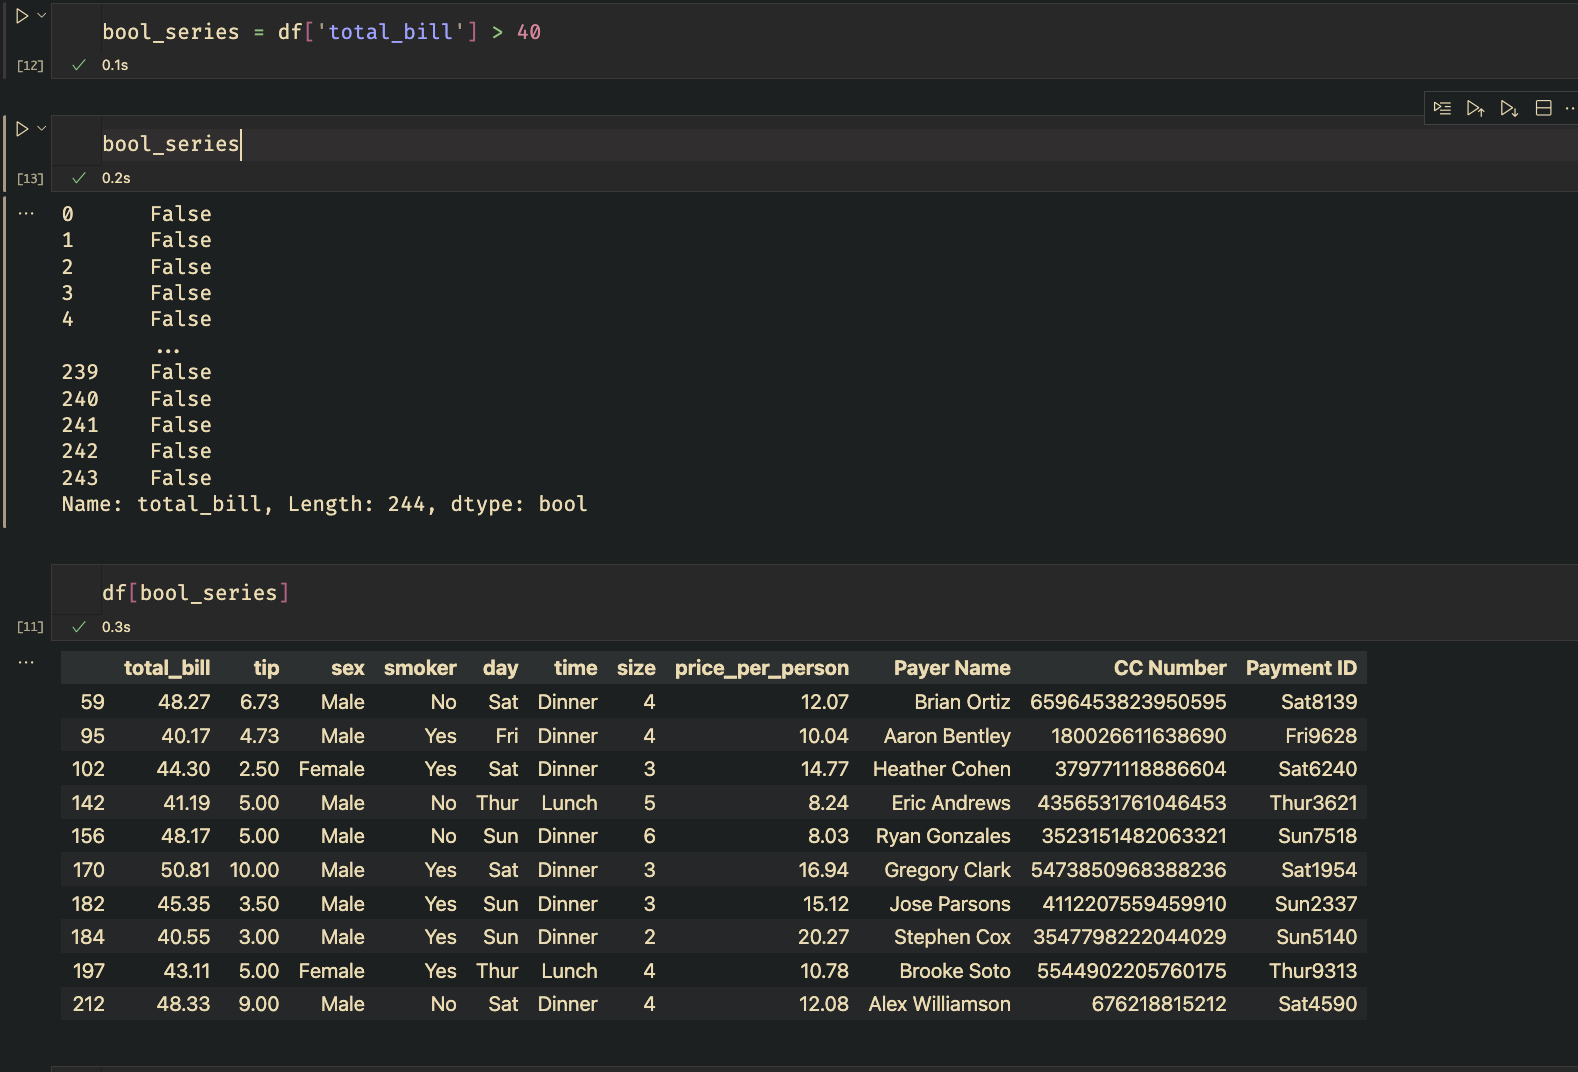 bool_series = df['total_bill'] > 40
[12] 0.1s
bool_series
[13] 0.2s
... 0 False
1 False
2 False
3 False
4 False
...
239 False
240 False
241 False
242 False
243 False
Name: total_bill, Length: 244, dtype: bool
df[bool_series]
[11] 0.3s
...
total_bill tip sex smoker day time size price_per_person Payer Name CC Number Payment ID
59 48.27 6.73 Male No Sat Dinner 4 12.07 Brian Ortiz 6596453823950595 Sat8139
95 40.17 4.73 Male Yes Fri Dinner 4 10.04 Aaron Bentley 180026611638690 Fri9628
102 44.30 2.50 Female Yes Sat Dinner 3 14.77 Heather Cohen 379771118886604 Sat6240
142 41.19 5.00 Male No Thur Lunch 5 8.24 Eric Andrews 4356531761046453 Thur3621
156 48.17 5.00 Male No Sun Dinner 6 8.03 Ryan Gonzales 3523151482063321 Sun7518
170 50.81 10.00 Male Yes Sat Dinner 3 16.94 Gregory Clark 5473850968388236 Sat1954
182 45.35 3.50 Male Yes Sun Dinner 3 15.12 Jose Parsons 4112207559459910 Sun2337
184 40.55 3.00 Male Yes Sun Dinner 2 20.27 Stephen Cox 3547798222044029 Sun5140
197 43.11 5.00 Female Yes Thur Lunch 4 10.78 Brooke Soto 5544902205760175 Thur9313
212 48.33 9.00 Male No Sat Dinner 4 12.08 Alex Williamson 676218815212 Sat4590